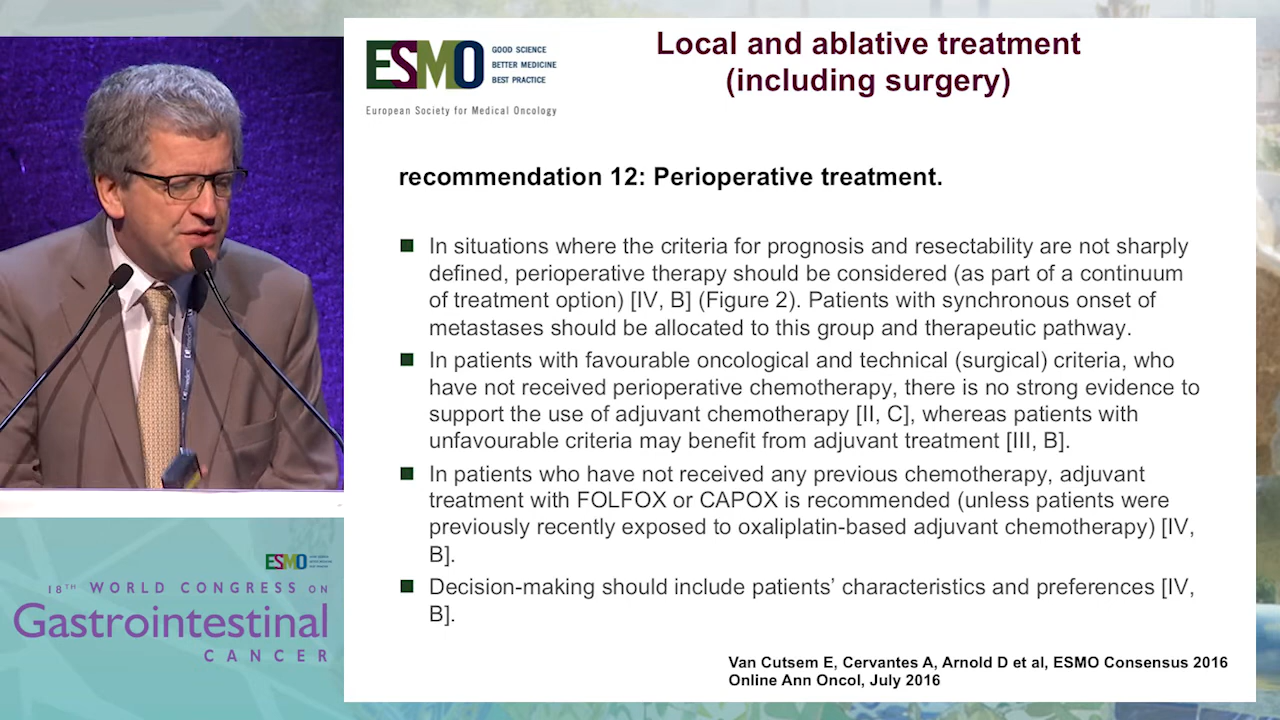 ESMO
GOOD SCIENCE
BETTER MEDICINE
BEST PRACTICE
European Society for Medical Oncology
Local and ablative treatment
(including surgery)
recommendation 12: Perioperative treatment.
In situations where the criteria for prognosis and resectability are not sharply
defined, perioperative therapy should be considered (as part of a continuum
of treatment option) [IV, B] (Figure 2). Patients with synchronous onset of
metastases should be allocated to this group and therapeutic pathway.
In patients with favourable oncological and technical (surgical) criteria, who
have not received perioperative chemotherapy, there is no strong evidence to
support the use of adjuvant chemotherapy [II, C], whereas patients with
unfavourable criteria may benefit from adjuvant treatment [III, B].
In patients who have not received any previous chemotherapy, adjuvant
treatment with FOLFOX or CAPOX is recommended (unless patients were
previously recently exposed to oxaliplatin-based adjuvant chemotherapy) [IV,
B].
Decision-making should include patients’ characteristics and preferences [IV,
B].
Van Cutsem E, Cervantes A, Arnold D et al, ESMO Consensus 2016
Online Ann Oncol, July 2016
ESMO
18TH WORLD CONGRESS ON
Gastrointestinal
CANCER